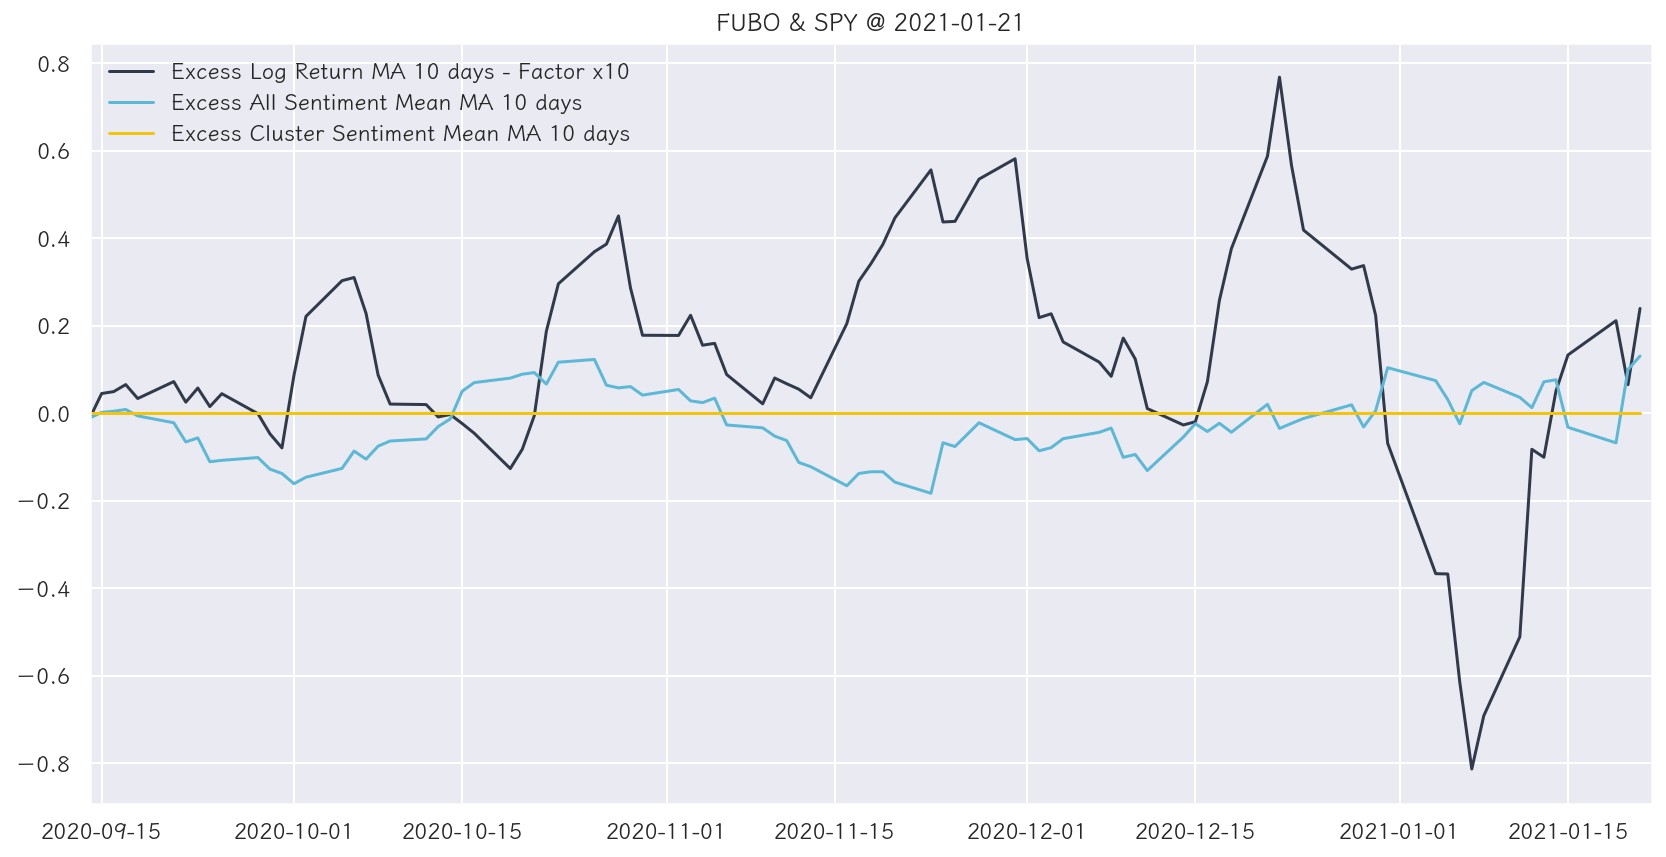 FUBO & SPY @ 2021-01-21
Excess Log Return MA 10 days - Factor x10
Excess All Sentiment Mean MA 10 days
Excess Cluster Sentiment Mean MA 10 days
0.8
0.6
0.4
0.2
0.0
−0.2
−0.4
−0.6
−0.8
2020-09-15 2020-10-01 2020-10-15 2020-11-01 2020-11-15 2020-12-01 2020-12-15 2021-01-01 2021-01-15